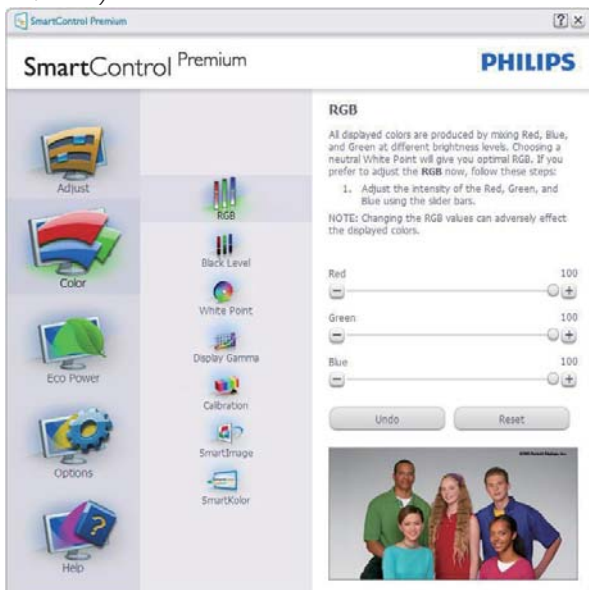 SmartControl Premium
SmartControl Premium
PHILIPS
Adjust
Color
Eco Power
Options
Help
RGB
Black Level
White Point
Display Gamma
Calibration
SmartImage
SmartKolor
RGB
All displayed colors are produced by mixing Red, Blue,
and Green at different brightness levels. Choosing a
neutral White Point will give you optimal RGB. If you
prefer to adjust the RGB now, follow these steps:
1. Adjust the intensity of the Red, Green, and
Blue using the slider bars.
NOTE: Changing the RGB values can adversely effect
the displayed colors.
Red 100
Green 100
Blue 100
Undo Reset